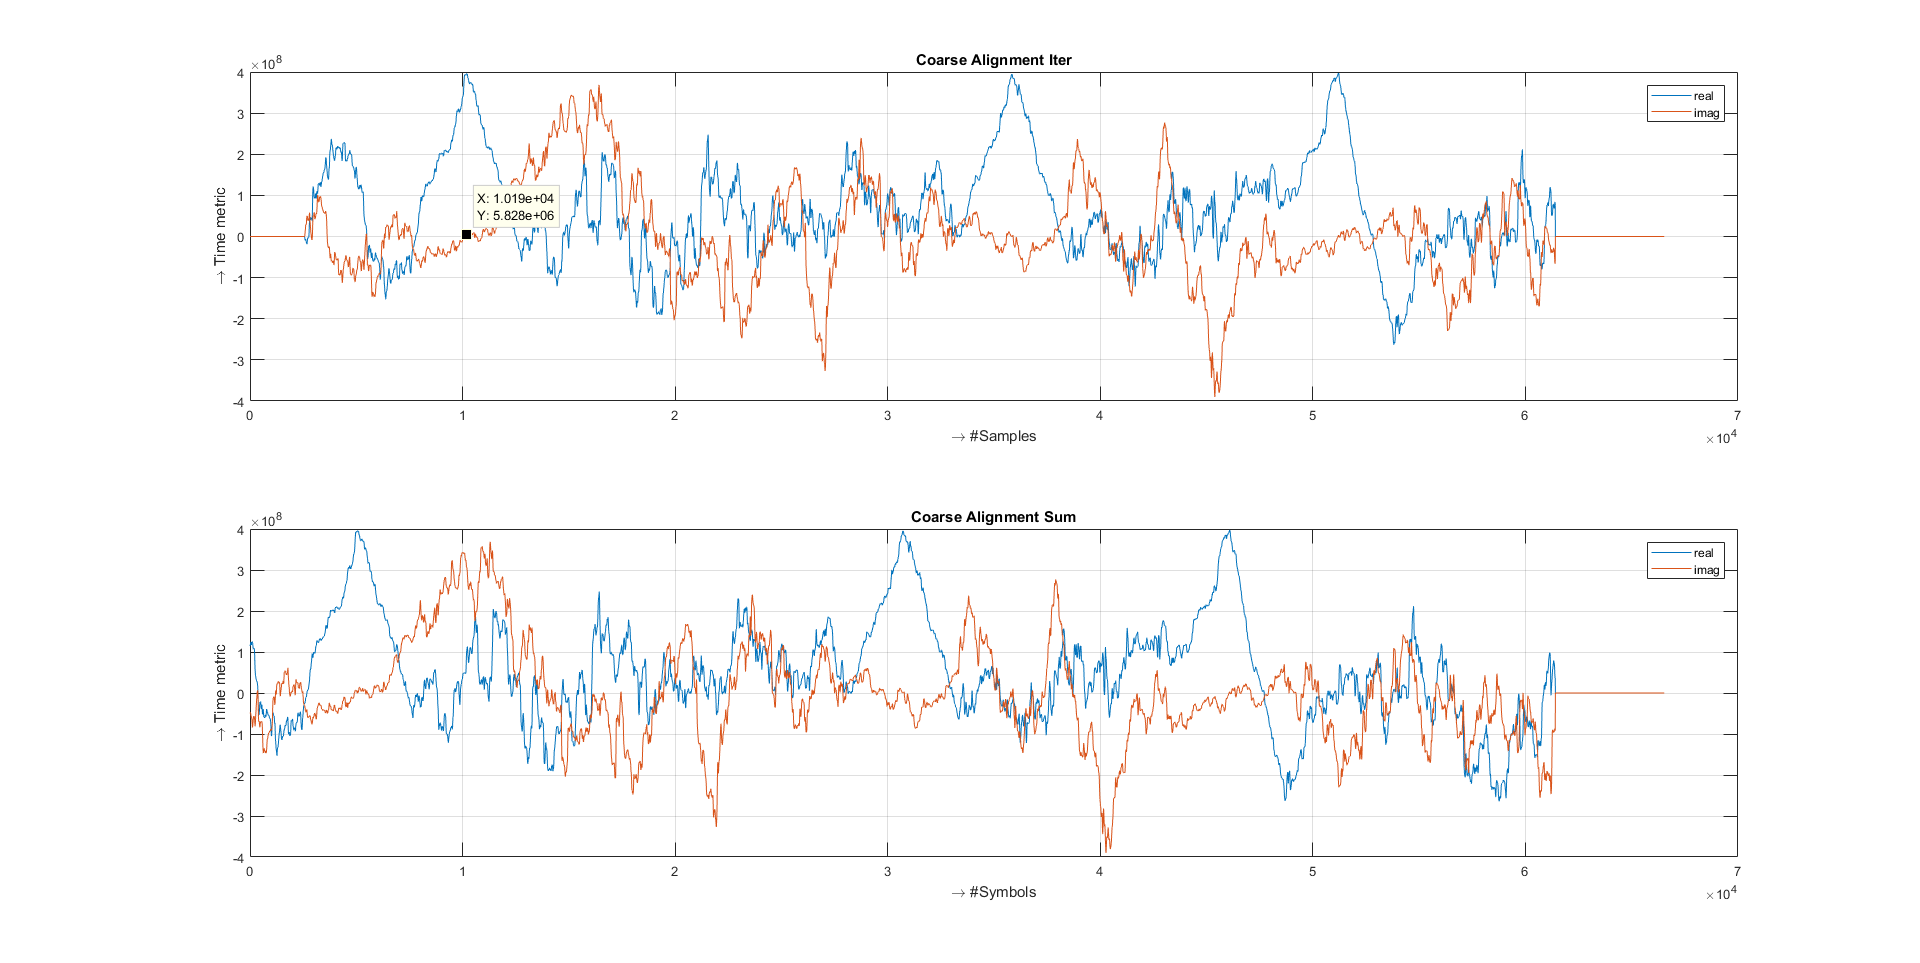 Coarse Alignment Iter
×10^8
4
3
2
1
0
-1
-2
-3
-4
→ Time metric
real
imag
X: 1.019e+04
Y: 5.828e+06
0 1 2 3 4 5 6 7
→ #Samples
×10^4
Coarse Alignment Sum
×10^8
4
3
2
1
0
-1
-2
-3
-4
→ Time metric
real
imag
0 1 2 3 4 5 6 7
→ #Symbols
×10^4